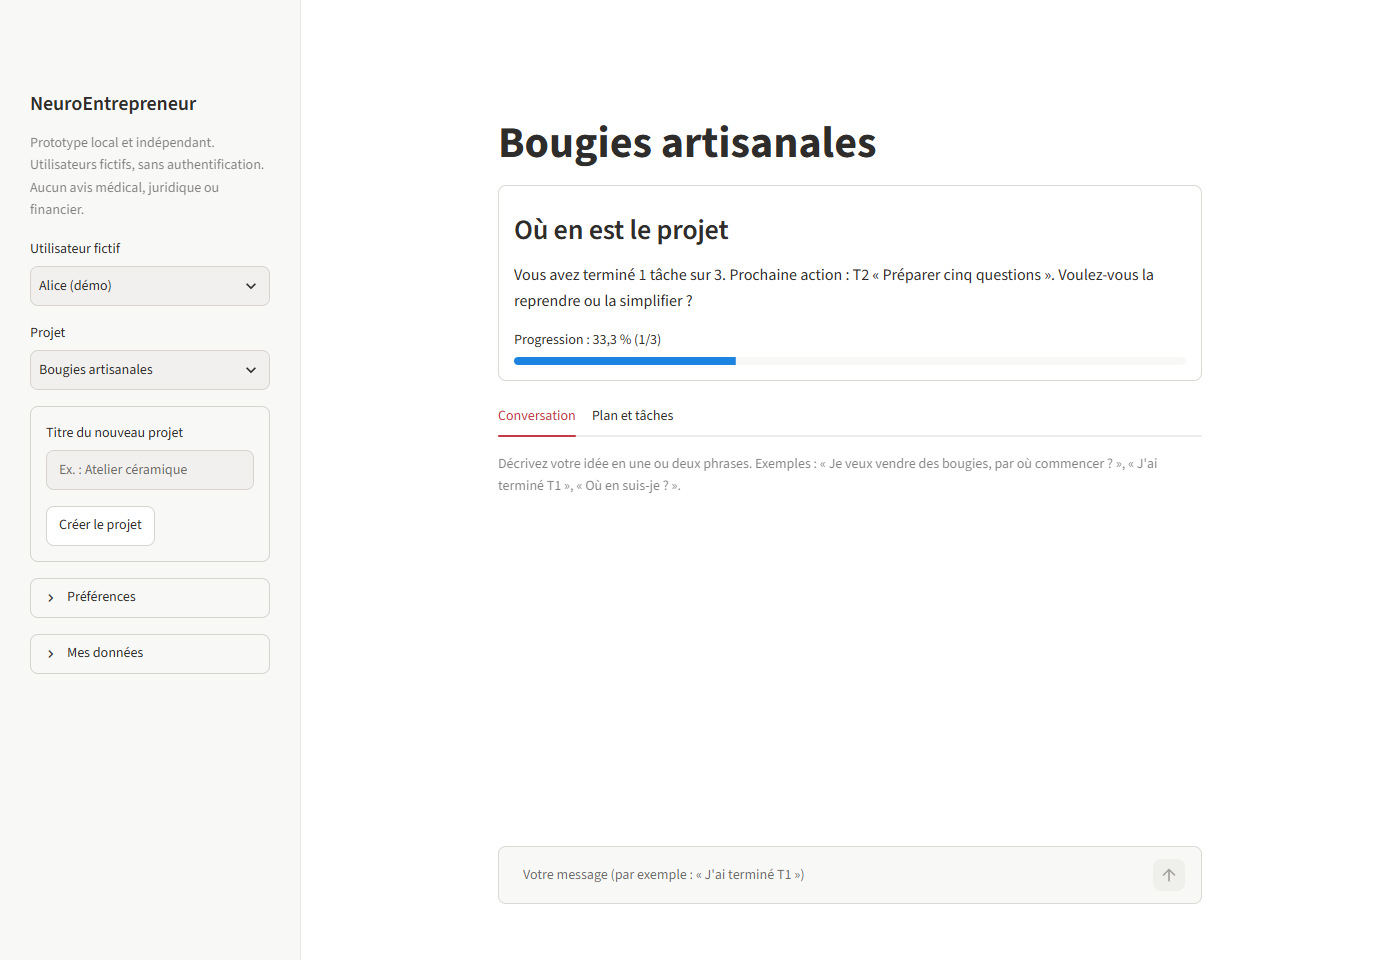 NeuroEntrepreneur
Prototype local et indépendant.
Utilisateurs fictifs, sans authentification.
Aucun avis médical, juridique ou
financier.
Utilisateur fictif
Alice (démo)
Projet
Bougies artisanales
Titre du nouveau projet
Ex. : Atelier céramique
Créer le projet
Préférences
Mes données
Bougies artisanales
Où en est le projet
Vous avez terminé 1 tâche sur 3. Prochaine action : T2 « Préparer cinq questions ». Voulez-vous la
reprendre ou la simplifier ?
Progression : 33,3 % (1/3)
Conversation
Plan et tâches
Décrivez votre idée en une ou deux phrases. Exemples : « Je veux vendre des bougies, par où commencer ? », « J'ai
terminé T1 », « Où en suis-je ? ».
Votre message (par exemple : « J'ai terminé T1 »)